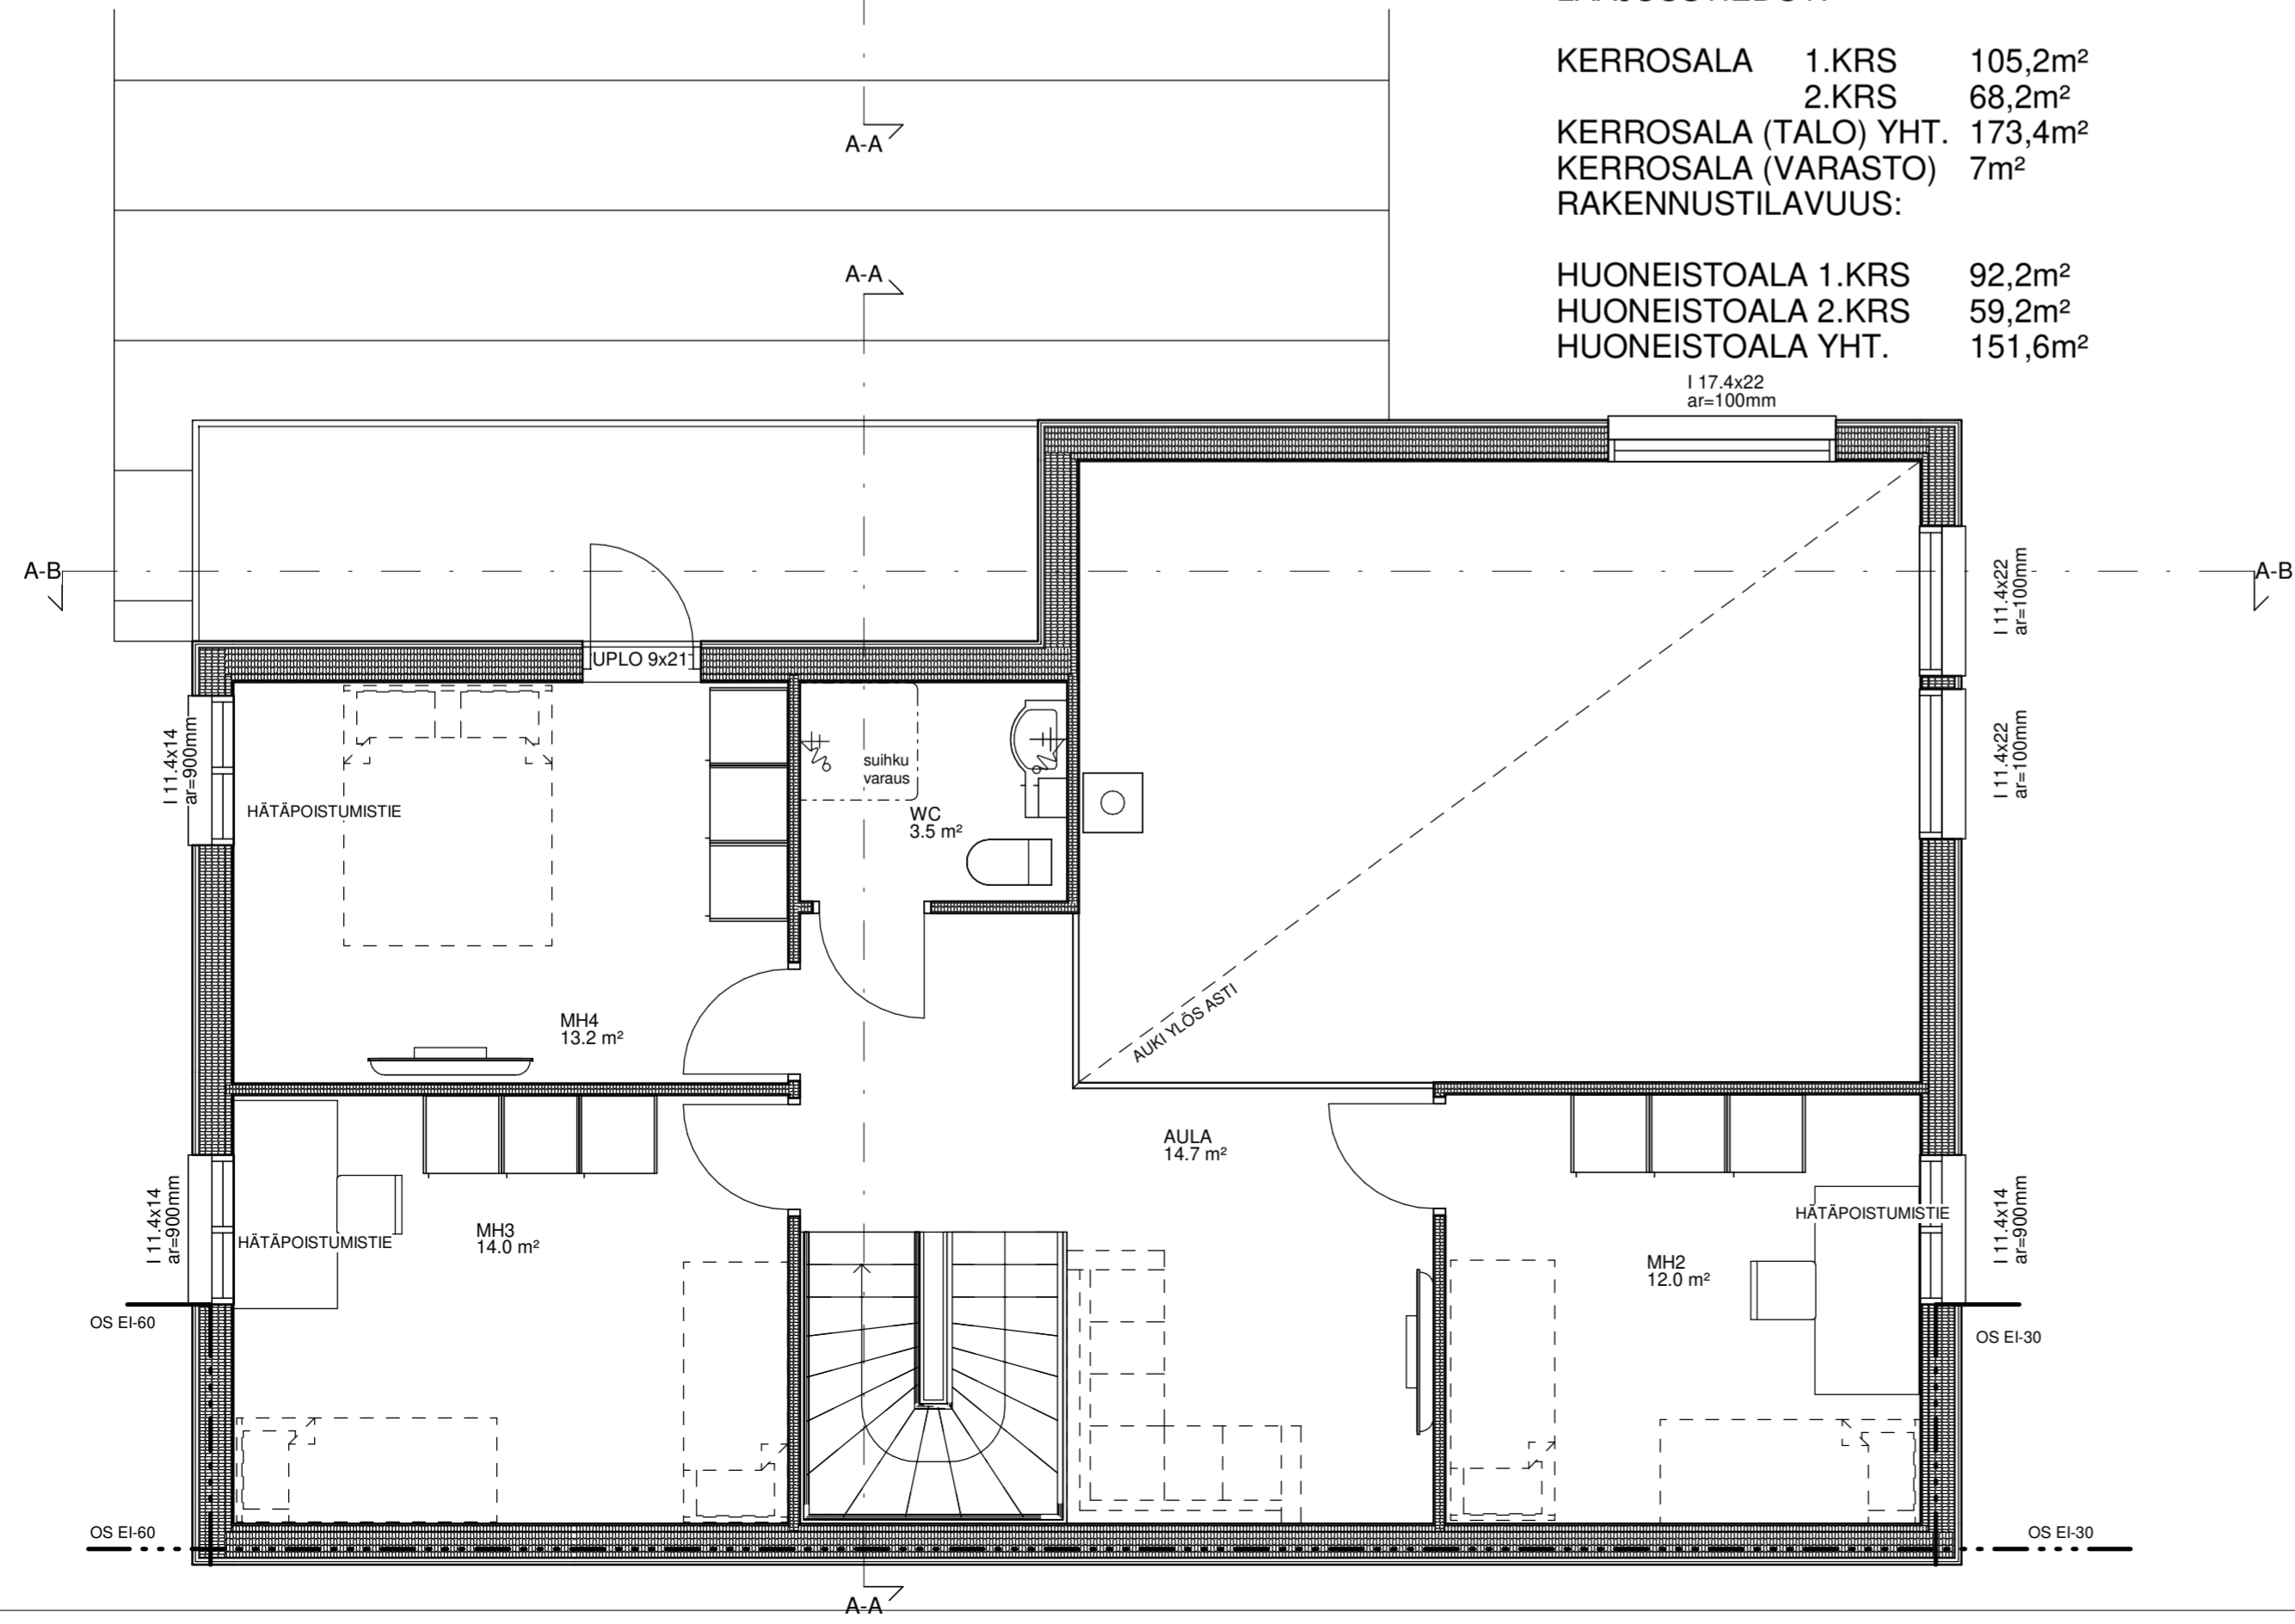 KERROSALA 1.KRS 105,2m²
2.KRS 68,2m²
KERROSALA (TALO) YHT. 173,4m²
KERROSALA (VARASTO) 7m²
RAKENNUSTILAVUUS:
HUONEISTOALA 1.KRS 92,2m²
HUONEISTOALA 2.KRS 59,2m²
HUONEISTOALA YHT. 151,6m²
A-A
A-A
I 17.4x22
ar=100mm
A-B
A-B
I 11.4x22
ar=100mm
I 11.4x22
ar=100mm
UPLO 9x21
I 11.4x14
ar=900mm
HÄTÄPOISTUMISTIE
suihku
varaus
WC
3.5 m²
MH4
13.2 m²
AUKI YLÖS ASTI
AULA
14.7 m²
I 11.4x14
ar=900mm
HÄTÄPOISTUMISTIE
MH3
14.0 m²
HÄTÄPOISTUMISTIE
MH2
12.0 m²
I 11.4x14
ar=900mm
OS EI-60
OS EI-30
OS EI-60
OS EI-30
A-A